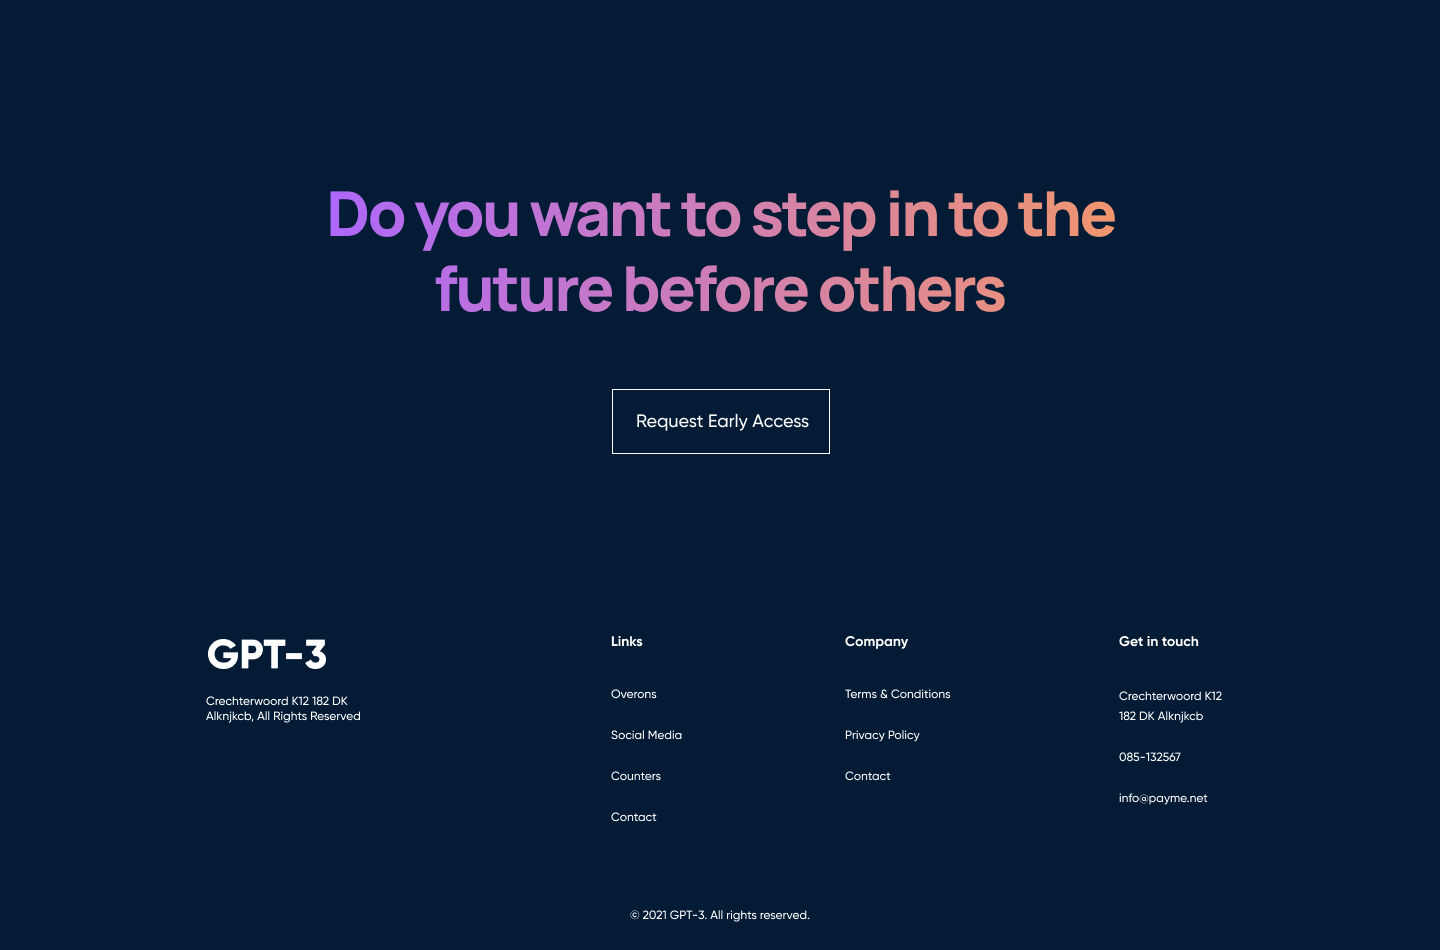 Do you want to step in to the
future before others
Request Early Access
GPT-3
Crechterwoord K12 182 DK
Alknjkcb, All Rights Reserved
Links
Overons
Social Media
Counters
Contact
Company
Terms & Conditions
Privacy Policy
Contact
Get in touch
Crechterwoord K12
182 DK Alknjkcb
085-132567
info@payme.net
© 2021 GPT-3. All rights reserved.